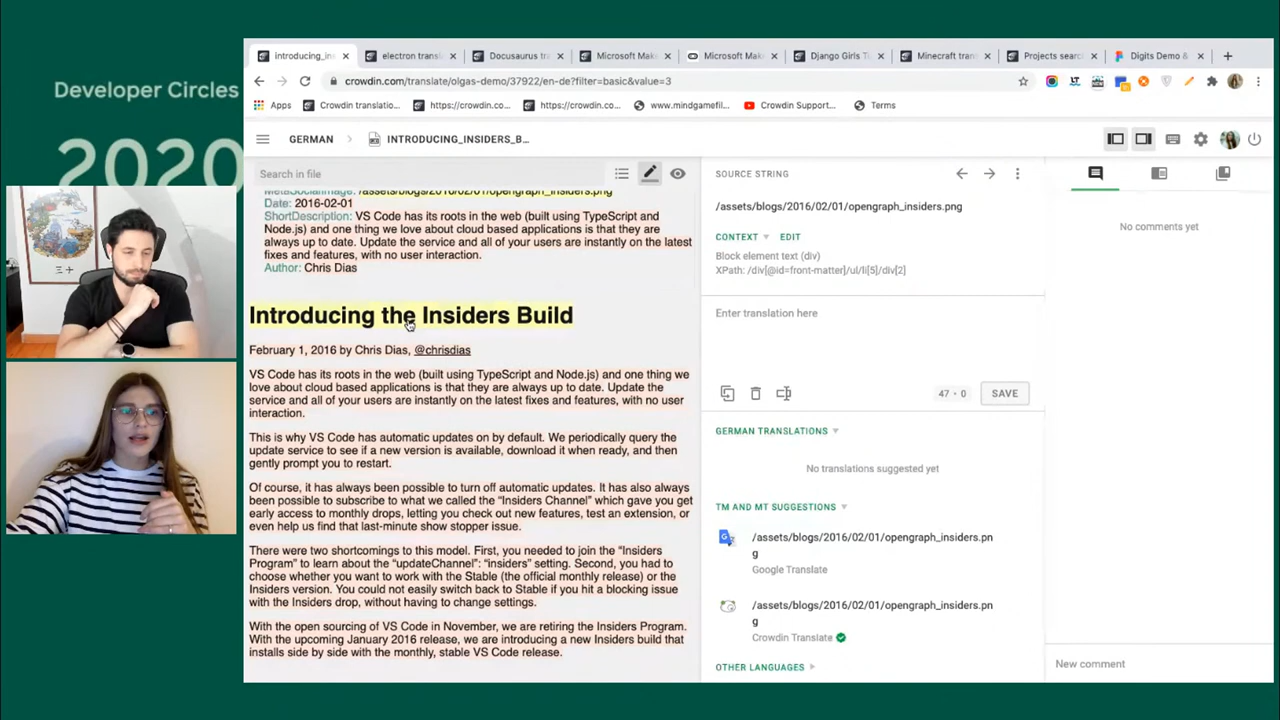 Developer Circles
2020
introducing_in
electron transl
Docusaurus tra
Microsoft Mak
Microsoft Mak
Django Girls T
Minecraft tran
Projects searc
Digits Demo &
crowdin.com/translate/olgas-demo/37922/en-de?filter=basic&value=3
Apps
Crowdin translatio...
https://crowdin.co...
https://crowdin.co...
www.mindgamefil...
Crowdin Support...
Terms
GERMAN
INTRODUCING_INSIDERS_B...
Search in file
MetaSocialImage: /assets/blogs/2016/02/01/opengraph_insiders.png
Date: 2016-02-01
ShortDescription: VS Code has its roots in the web (built using TypeScript and
Node.js) and one thing we love about cloud based applications is that they are
always up to date. Update the service and all of your users are instantly on the latest
fixes and features, with no user interaction.
Author: Chris Dias
Introducing the Insiders Build
February 1, 2016 by Chris Dias, @chrisdias
VS Code has its roots in the web (built using TypeScript and Node.js) and one thing we
love about cloud based applications is that they are always up to date. Update the
service and all of your users are instantly on the latest fixes and features, with no user
interaction.
This is why VS Code has automatic updates on by default. We periodically query the
update service to see if a new version is available, download it when ready, and then
gently prompt you to restart.
Of course, it has always been possible to turn off automatic updates. It has also always
been possible to subscribe to what we called the “Insiders Channel” which gave you get
early access to monthly drops, letting you check out new features, test an extension, or
even help us find that last-minute show stopper issue.
There were two shortcomings to this model. First, you needed to join the “Insiders
Program” to learn about the “updateChannel”: “insiders” setting. Second, you had to
choose whether you want to work with the Stable (the official monthly release) or the
Insiders version. You could not easily switch back to Stable if you hit a blocking issue
with the Insiders drop, without having to change settings.
With the open sourcing of VS Code in November, we are retiring the Insiders Program.
With the upcoming January 2016 release, we are introducing a new Insiders build that
installs side by side with the monthly, stable VS Code release.
SOURCE STRING
/assets/blogs/2016/02/01/opengraph_insiders.png
CONTEXT
EDIT
Block element text (div)
XPath: /div[@id=front-matter]/ul/li[5]/div[2]
Enter translation here
47 • 0
SAVE
GERMAN TRANSLATIONS
No translations suggested yet
TM AND MT SUGGESTIONS
/assets/blogs/2016/02/01/opengraph_insiders.pn
g
Google Translate
/assets/blogs/2016/02/01/opengraph_insiders.pn
g
Crowdin Translate
OTHER LANGUAGES
No comments yet
New comment
三十